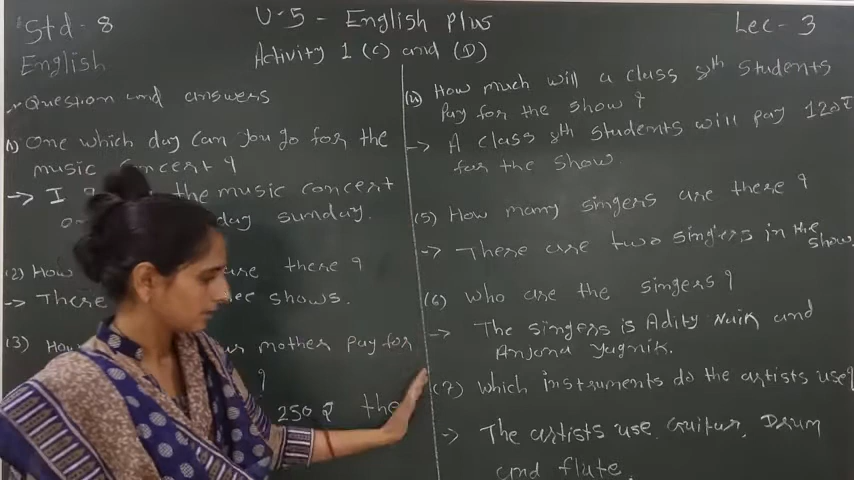 Std - 8
U-5 - English Plus
Lec - 3
English
Activity 1 (c) and (D)
Question and answers
(1) One which day can you go for the
music concert ?
→ I the music concert
day sunday.
(2) How are there ?
→ There shows.
(3) mother pay for
?
250 ₹ the
(4) How much will a class 8th students
pay for the show ?
→ A class 8th students will pay 120 ₹
for the show.
(5) How many singers are there ?
→ There are two singers in the
show
(6) Who are the singers ?
→ The singers is Adity Naik and
Anjana Yagnik.
(7) Which instruments do the artists use ?
→ The artists use Guitar, Drum
and flute.